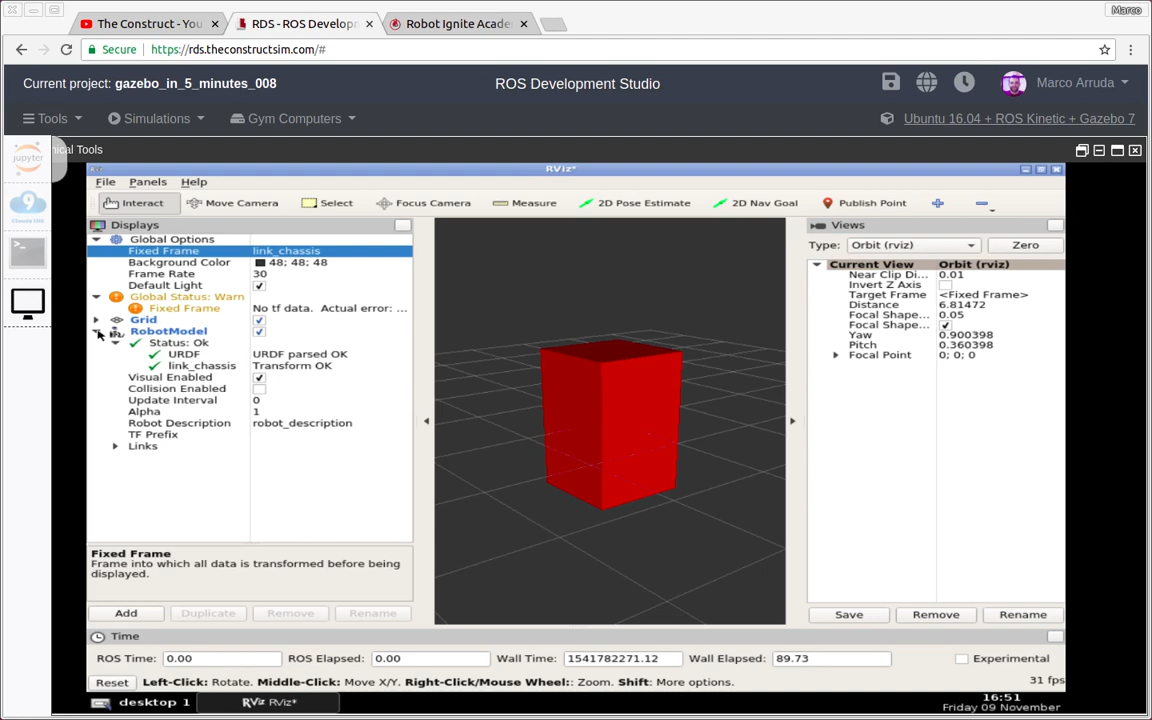 Marco
The Construct - You
RDS - ROS Develop
Robot Ignite Acade
Secure https://rds.theconstructsim.com/#
Current project: gazebo_in_5_minutes_008
ROS Development Studio
Marco Arruda
Tools Simulations Gym Computers
Ubuntu 16.04 + ROS Kinetic + Gazebo 7
jupyter
ical Tools
RViz*
File Panels Help
Interact Move Camera Select Focus Camera Measure 2D Pose Estimate 2D Nav Goal Publish Point
Displays
Global Options
Fixed Frame link_chassis
Background Color 48; 48; 48
Frame Rate 30
Default Light
Global Status: Warn
Fixed Frame No tf data. Actual error: ...
Grid
RobotModel
Status: Ok
URDF URDF parsed OK
link_chassis Transform OK
Visual Enabled
Collision Enabled
Update Interval 0
Alpha 1
Robot Description robot_description
TF Prefix
Links
Fixed Frame
Frame into which all data is transformed before being
displayed.
Add Duplicate Remove Rename
Views
Type: Orbit (rviz) Zero
Current View Orbit (rviz)
Near Clip Di... 0.01
Invert Z Axis
Target Frame <Fixed Frame>
Distance 6.81472
Focal Shape... 0.05
Focal Shape...
Yaw 0.900398
Pitch 0.360398
Focal Point 0; 0; 0
Save Remove Rename
Time
ROS Time: 0.00 ROS Elapsed: 0.00 Wall Time: 1541782271.12 Wall Elapsed: 89.73 Experimental
Reset Left-Click: Rotate. Middle-Click: Move X/Y. Right-Click/Mouse Wheel:: Zoom. Shift: More options. 31 fps
desktop 1 RViz RViz*
16:51
Friday 09 November